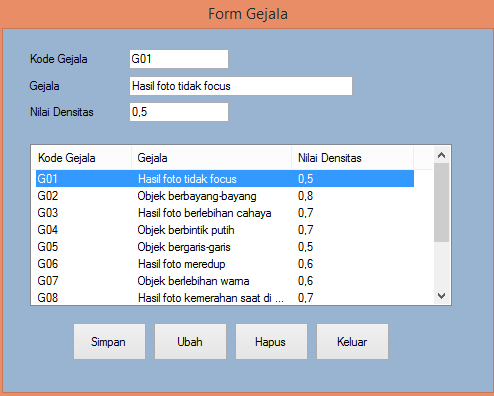 Form Gejala
Kode Gejala G01
Gejala Hasil foto tidak focus
Nilai Densitas 0,5
Kode Gejala Gejala Nilai Densitas
G01 Hasil foto tidak focus 0,5
G02 Objek berbayang-bayang 0,8
G03 Hasil foto berlebihan cahaya 0,7
G04 Objek berbintik putih 0,7
G05 Objek bergaris-garis 0,5
G06 Hasil foto meredup 0,6
G07 Objek berlebihan warna 0,6
G08 Hasil foto kemerahan saat di ... 0,7
Simpan Ubah Hapus Keluar